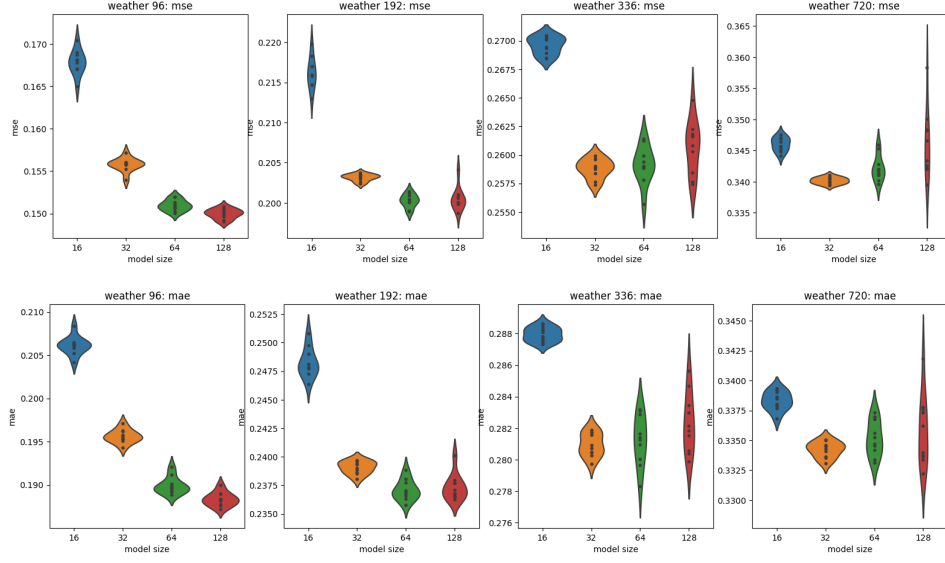 weather 96: mse
0.170
0.165
0.160
0.155
0.150
mse
16 32 64 128
model size
weather 192: mse
0.220
0.215
0.210
0.205
0.200
mse
16 32 64 128
model size
weather 336: mse
0.2700
0.2675
0.2650
0.2625
0.2600
0.2575
0.2550
mse
16 32 64 128
model size
weather 720: mse
0.365
0.360
0.355
0.350
0.345
0.340
0.335
mse
16 32 64 128
model size
weather 96: mae
0.210
0.205
0.200
0.195
0.190
mae
16 32 64 128
model size
weather 192: mae
0.2525
0.2500
0.2475
0.2450
0.2425
0.2400
0.2375
0.2350
mae
16 32 64 128
model size
weather 336: mae
0.288
0.286
0.284
0.282
0.280
0.278
0.276
mae
16 32 64 128
model size
weather 720: mae
0.3450
0.3425
0.3400
0.3375
0.3350
0.3325
0.3300
mae
16 32 64 128
model size